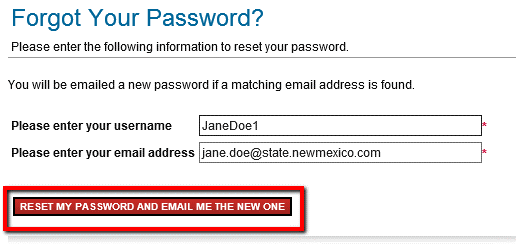 Forgot Your Password?
Please enter the following information to reset your password.
You will be emailed a new password if a matching email address is found.
Please enter your username JaneDoe1 *
Please enter your email address jane.doe@state.newmexico.com *
RESET MY PASSWORD AND EMAIL ME THE NEW ONE